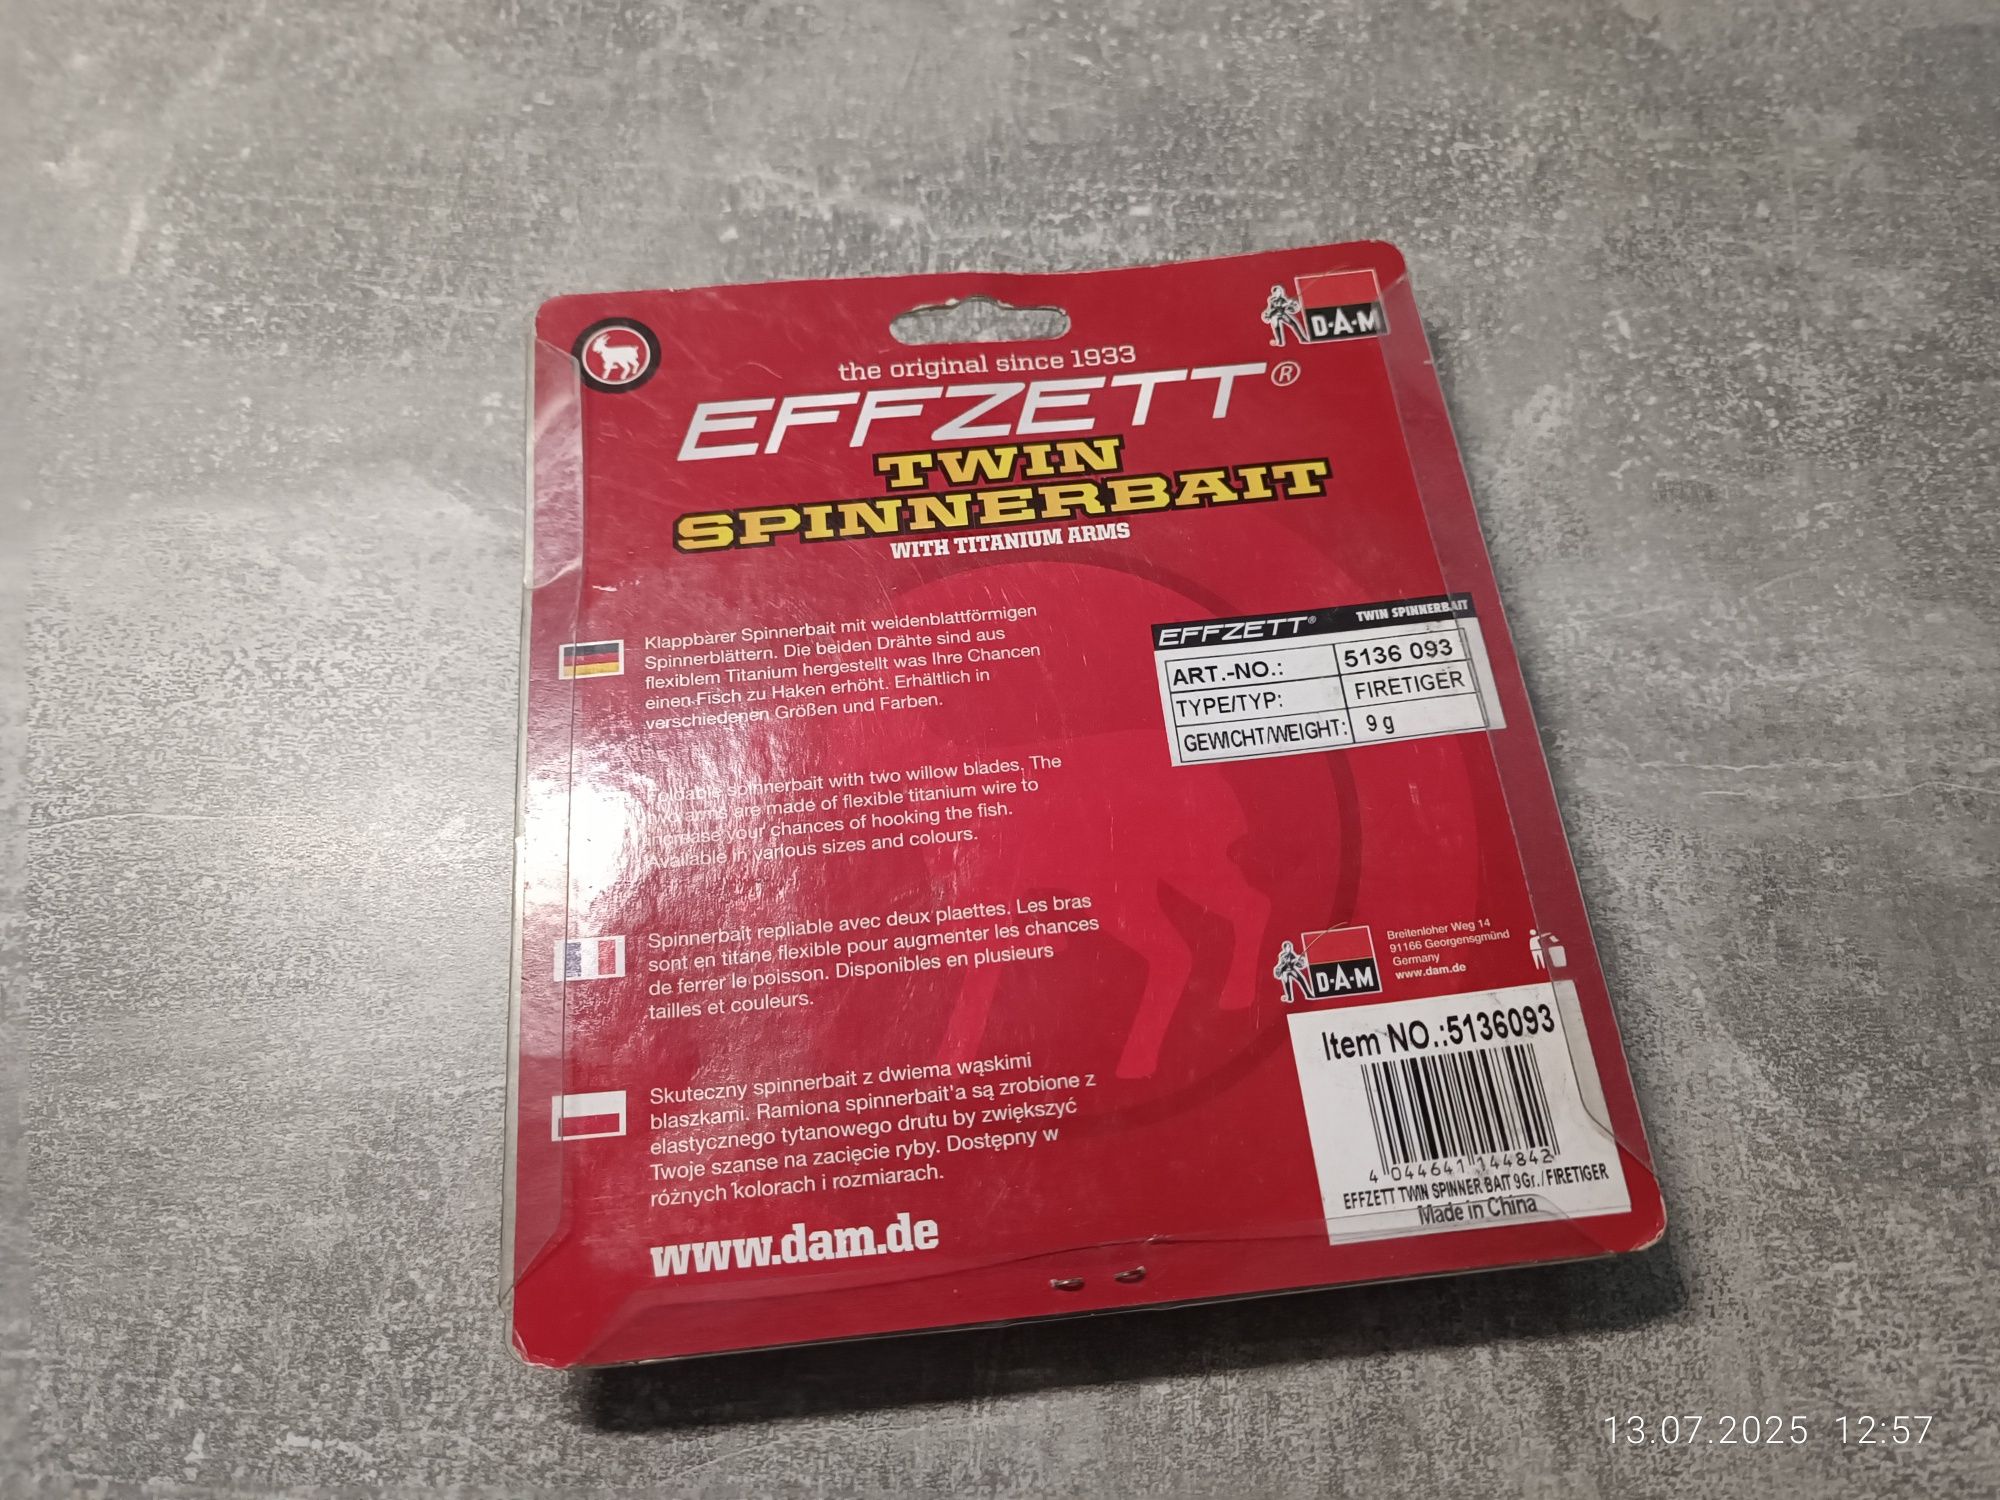 D·A·M
the original since 1933
EFFZETT®
TWIN
SPINNERBAIT
WITH TITANIUM ARMS
Klappbarer Spinnerbait mit weidenblattförmigen
Spinnerblättern. Die beiden Drähte sind aus
flexiblem Titanium hergestellt was Ihre Chancen
einen Fisch zu Haken erhöht. Erhältlich in
verschiedenen Größen und Farben.
EFFZETT® TWIN SPINNERBAIT
ART.-NO.: 5136 093
TYPE/TYP: FIRETIGER
GEWICHT/WEIGHT: 9 g
Foldable spinnerbait with two willow blades. The
two arms are made of flexible titanium wire to
increase your chances of hooking the fish.
Available in various sizes and colours.
Spinnerbait repliable avec deux plaettes. Les bras
sont en titane flexible pour augmenter les chances
de ferrer le poisson. Disponibles en plusieurs
tailles et couleurs.
Skuteczny spinnerbait z dwiema wąskimi
blaszkami. Ramiona spinnerbait'a są zrobione z
elastycznego tytanowego drutu by zwiększyć
Twoje szanse na zacięcie ryby. Dostępny w
różnych kolorach i rozmiarach.
www.dam.de
D·A·M
Breitenloher Weg 14
91166 Georgensgmünd
Germany
www.dam.de
Item NO.:5136093
4 044641 144842
EFFZETT TWIN SPINNER BAIT 9Gr./FIRETIGER
Made in China
13.07.2025 12:57